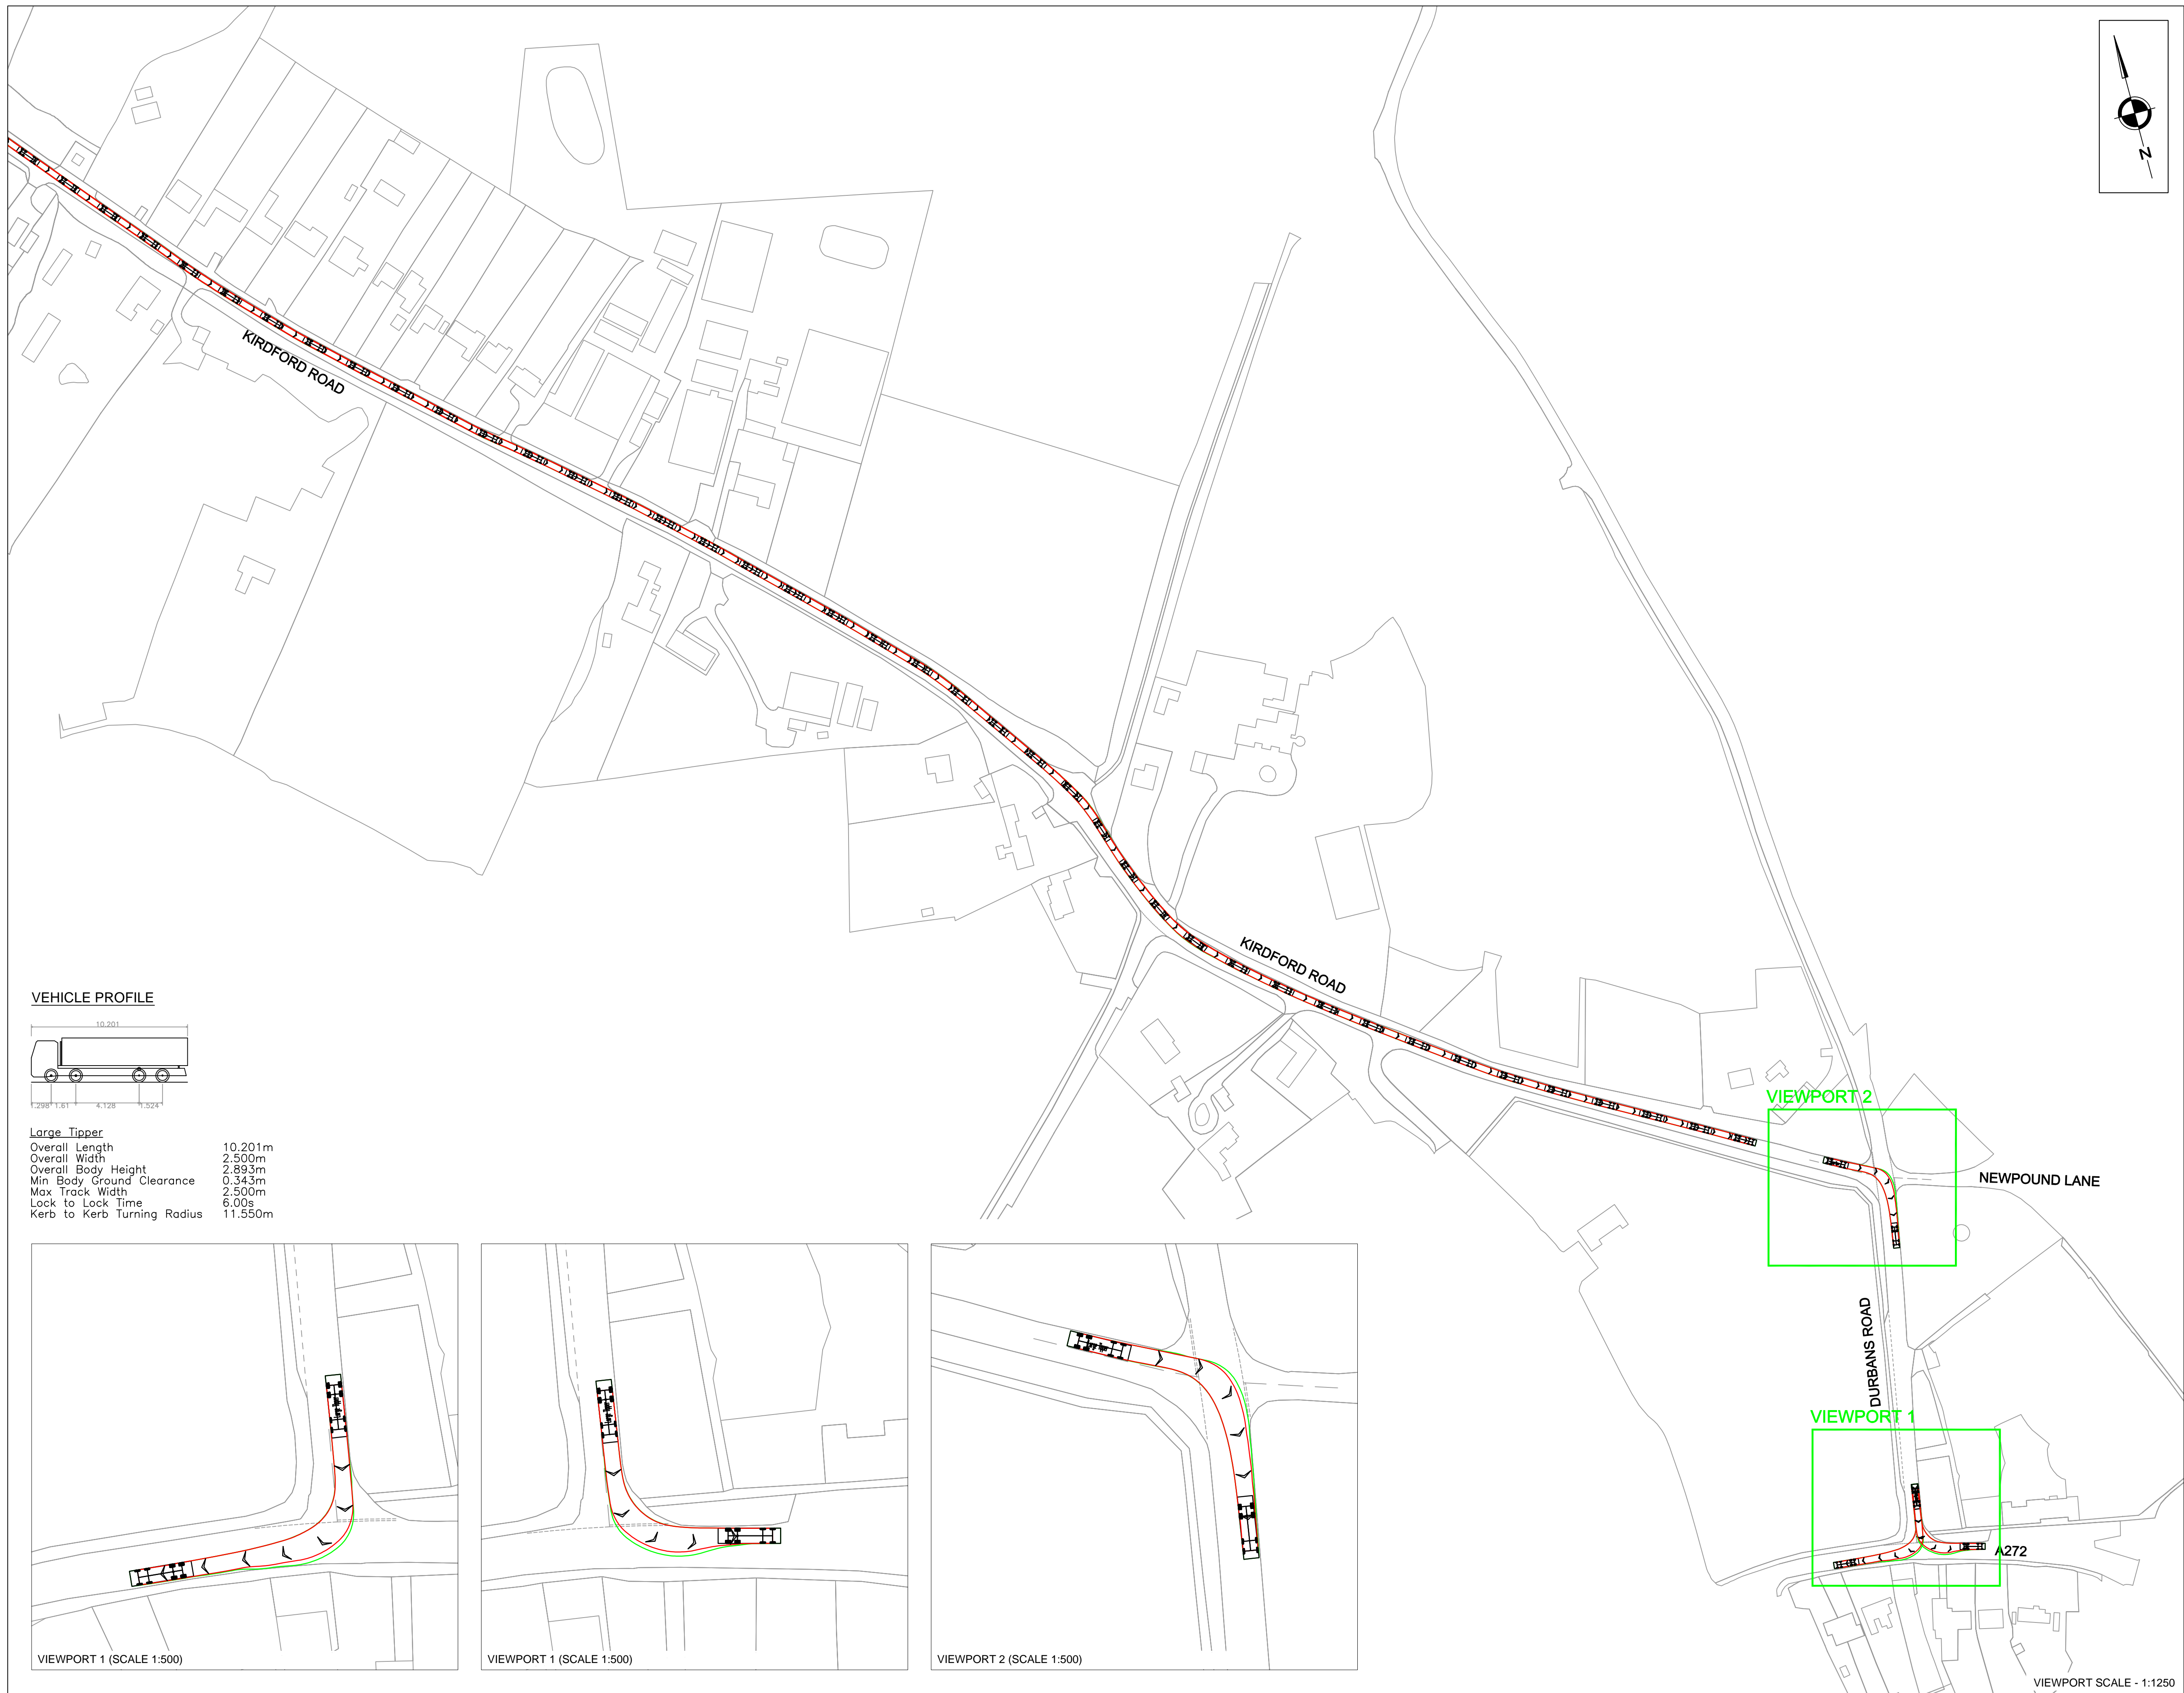 N
KIRDFORD ROAD
KIRDFORD ROAD
VEHICLE PROFILE
10.201
1.298 1.61 4.128 1.524
Large Tipper
Overall Length 10.201m
Overall Width 2.500m
Overall Body Height 2.893m
Min Body Ground Clearance 0.343m
Max Track Width 2.500m
Lock to Lock Time 6.00s
Kerb to Kerb Turning Radius 11.550m
VIEWPORT 2
NEWPOUND LANE
DURBANS ROAD
VIEWPORT 1
A272
VIEWPORT 1 (SCALE 1:500)
VIEWPORT 1 (SCALE 1:500)
VIEWPORT 2 (SCALE 1:500)
VIEWPORT SCALE - 1:1250